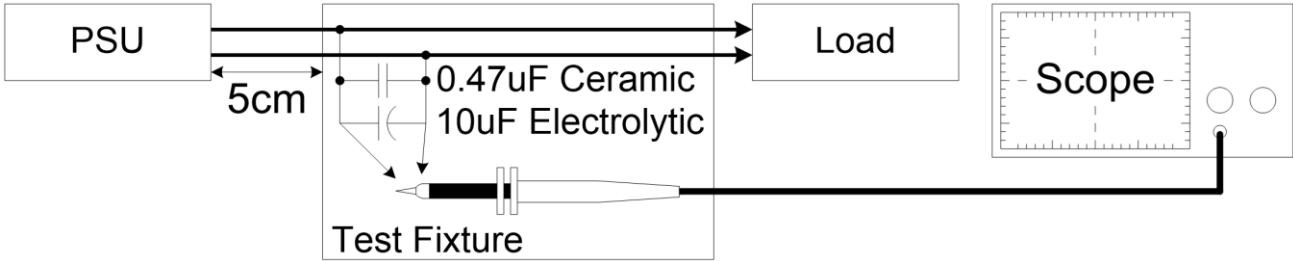 PSU
Load
Scope
5cm
0.47uF Ceramic
10uF Electrolytic
Test Fixture